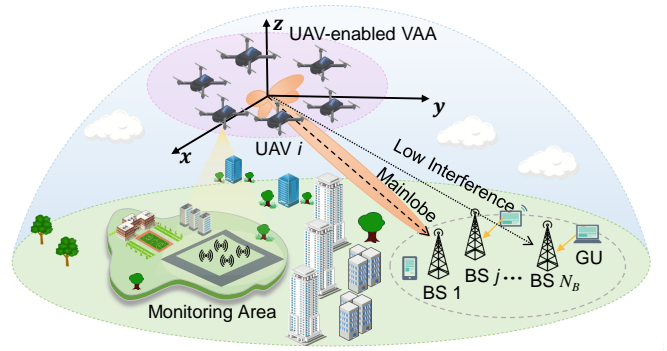 z
UAV-enabled VAA
y
x
UAV i
Low Interference
Mainlobe
GU
BS 1
BS j
•••
BS N_B
Monitoring Area